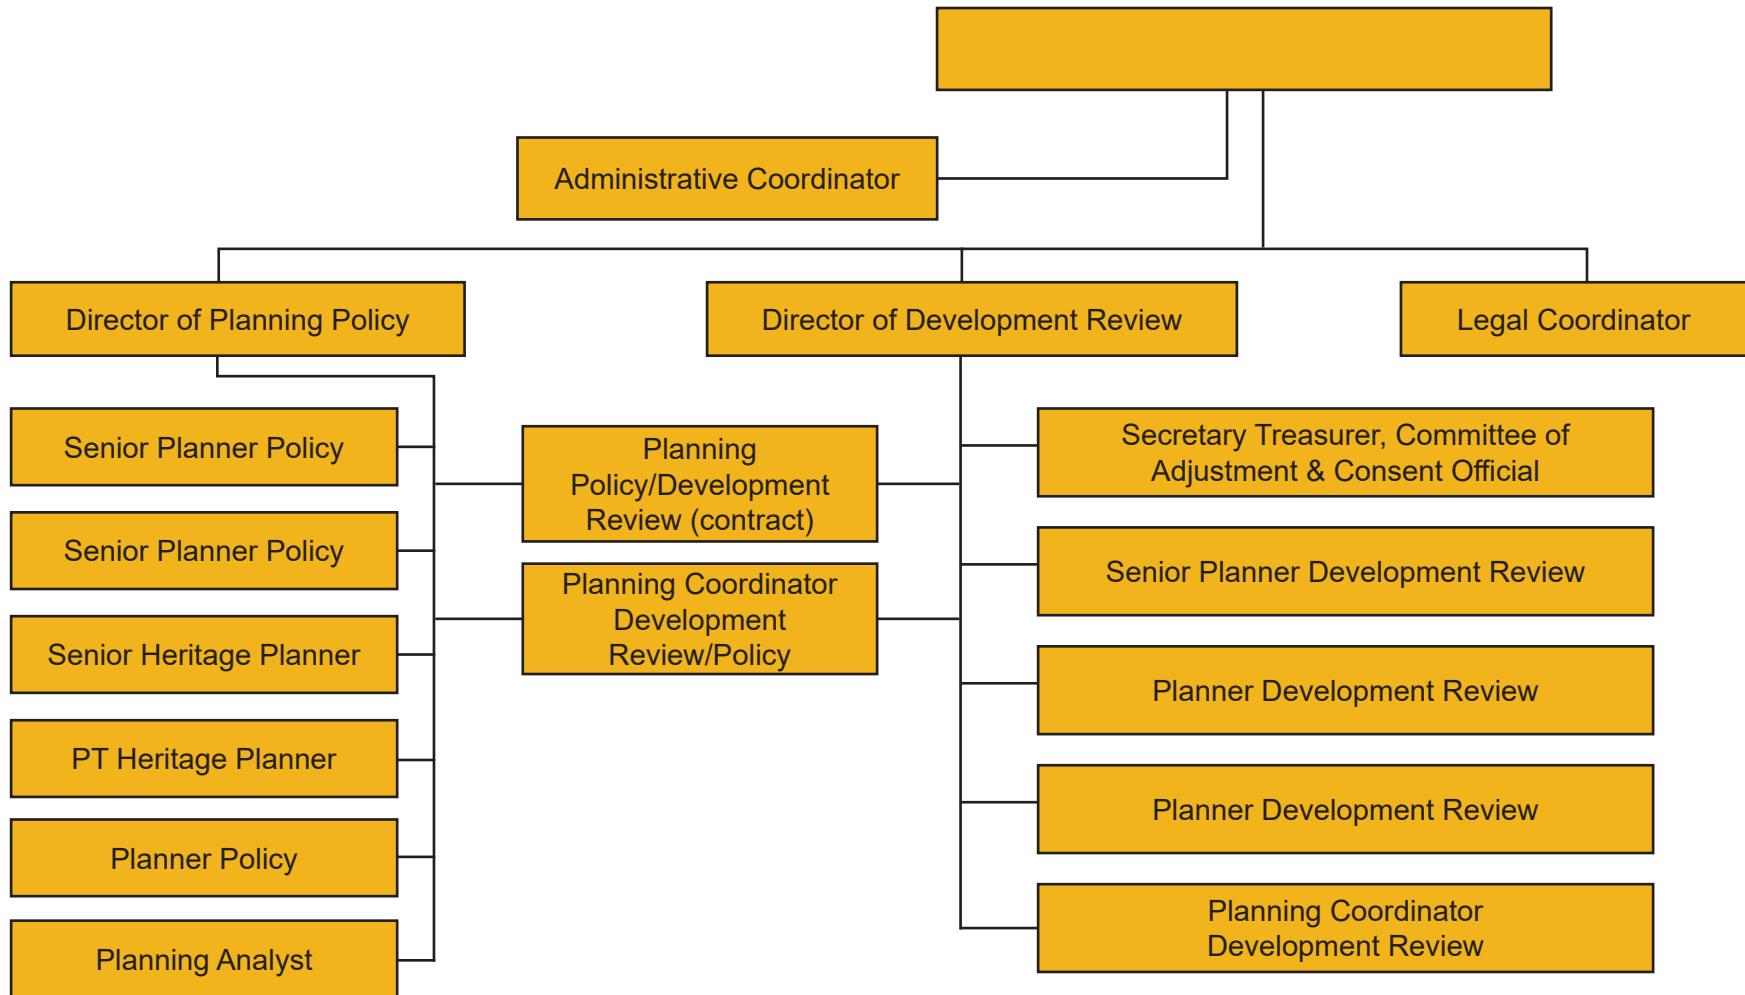 Administrative Coordinator
Director of Planning Policy
Director of Development Review
Legal Coordinator
Senior Planner Policy
Senior Planner Policy
Senior Heritage Planner
PT Heritage Planner
Planner Policy
Planning Analyst
Planning
Policy/Development
Review (contract)
Planning Coordinator
Development
Review/Policy
Secretary Treasurer, Committee of
Adjustment & Consent Official
Senior Planner Development Review
Planner Development Review
Planner Development Review
Planning Coordinator
Development Review